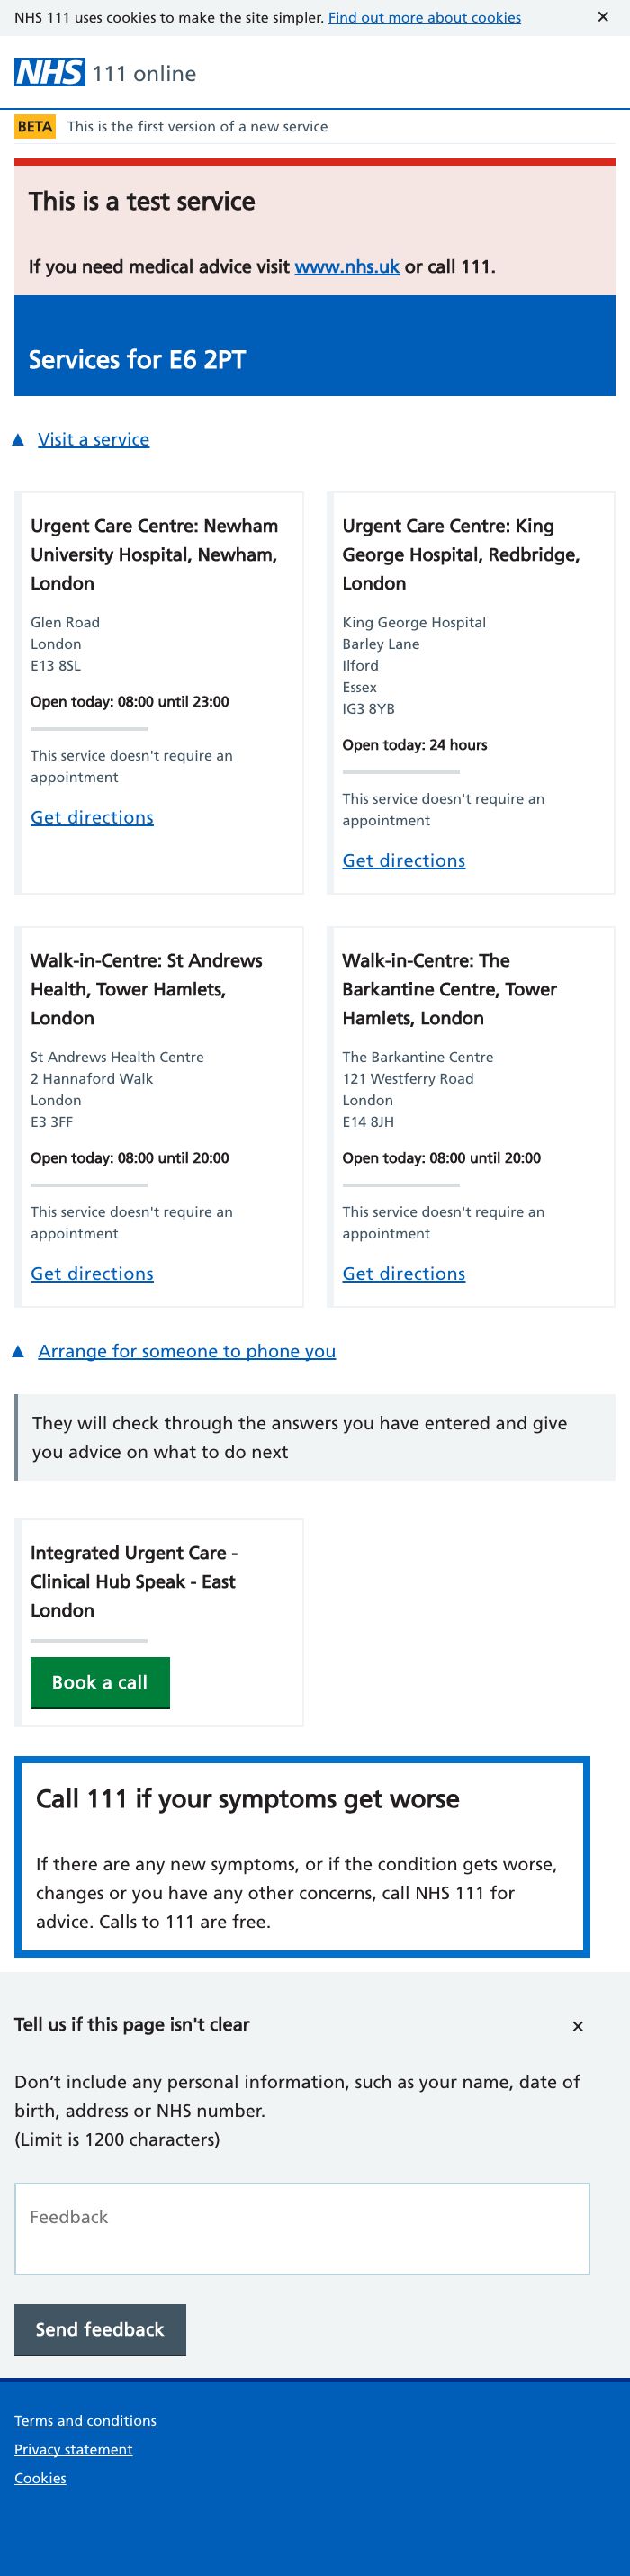 NHS 111 uses cookies to make the site simpler. Find out more about cookies ✕
NHS 111 online
BETA This is the first version of a new service
This is a test service
If you need medical advice visit www.nhs.uk or call 111.
Services for E6 2PT
▲ Visit a service
Urgent Care Centre: Newham
University Hospital, Newham,
London
Glen Road
London
E13 8SL
Open today: 08:00 until 23:00
This service doesn't require an
appointment
Get directions
Urgent Care Centre: King
George Hospital, Redbridge,
London
King George Hospital
Barley Lane
Ilford
Essex
IG3 8YB
Open today: 24 hours
This service doesn't require an
appointment
Get directions
Walk-in-Centre: St Andrews
Health, Tower Hamlets,
London
St Andrews Health Centre
2 Hannaford Walk
London
E3 3FF
Open today: 08:00 until 20:00
This service doesn't require an
appointment
Get directions
Walk-in-Centre: The
Barkantine Centre, Tower
Hamlets, London
The Barkantine Centre
121 Westferry Road
London
E14 8JH
Open today: 08:00 until 20:00
This service doesn't require an
appointment
Get directions
▲ Arrange for someone to phone you
They will check through the answers you have entered and give
you advice on what to do next
Integrated Urgent Care -
Clinical Hub Speak - East
London
Book a call
Call 111 if your symptoms get worse
If there are any new symptoms, or if the condition gets worse,
changes or you have any other concerns, call NHS 111 for
advice. Calls to 111 are free.
Tell us if this page isn't clear ✕
Don’t include any personal information, such as your name, date of
birth, address or NHS number.
(Limit is 1200 characters)
Feedback
Send feedback
Terms and conditions
Privacy statement
Cookies